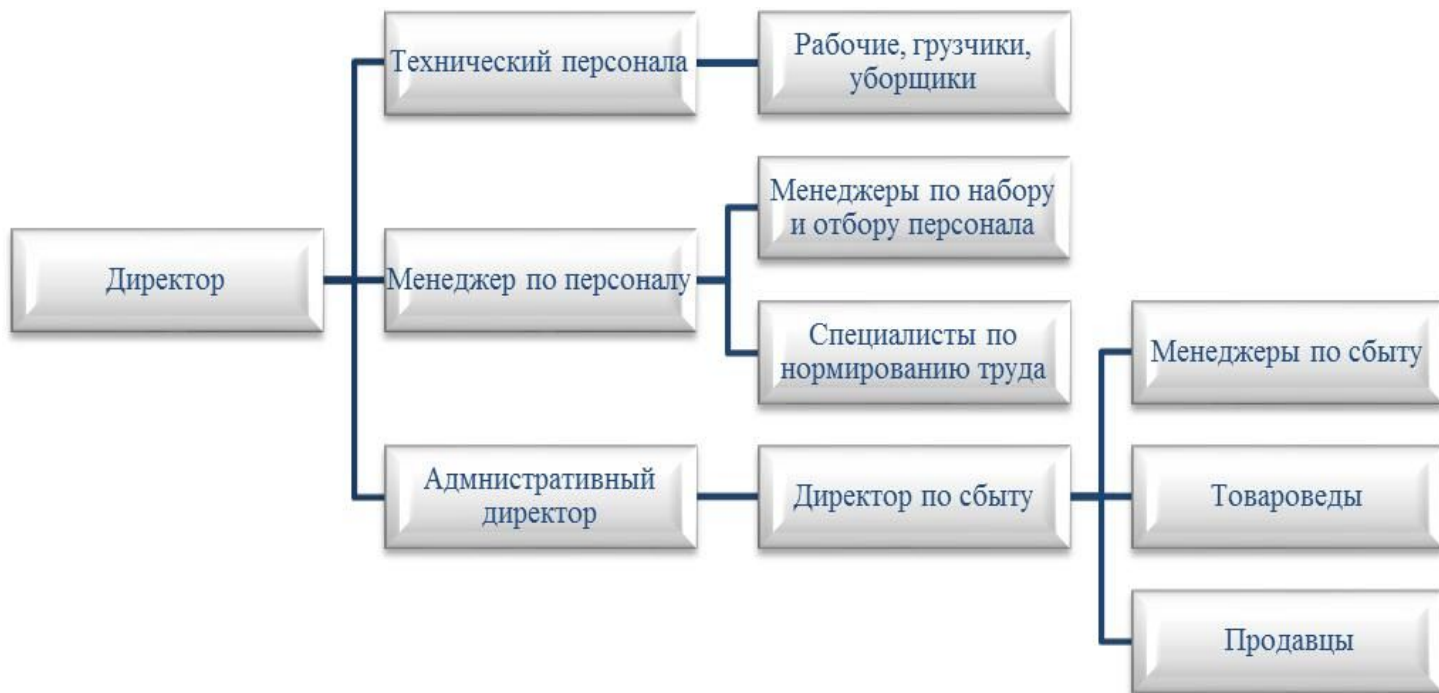 Технический персонала
Рабочие, грузчики,
уборщики
Менеджеры по набору
и отбору персонала
Директор
Менеджер по персоналу
Специалисты по
нормированию труда
Менеджеры по сбыту
Адмнистративный
директор
Директор по сбыту
Товароведы
Продавцы